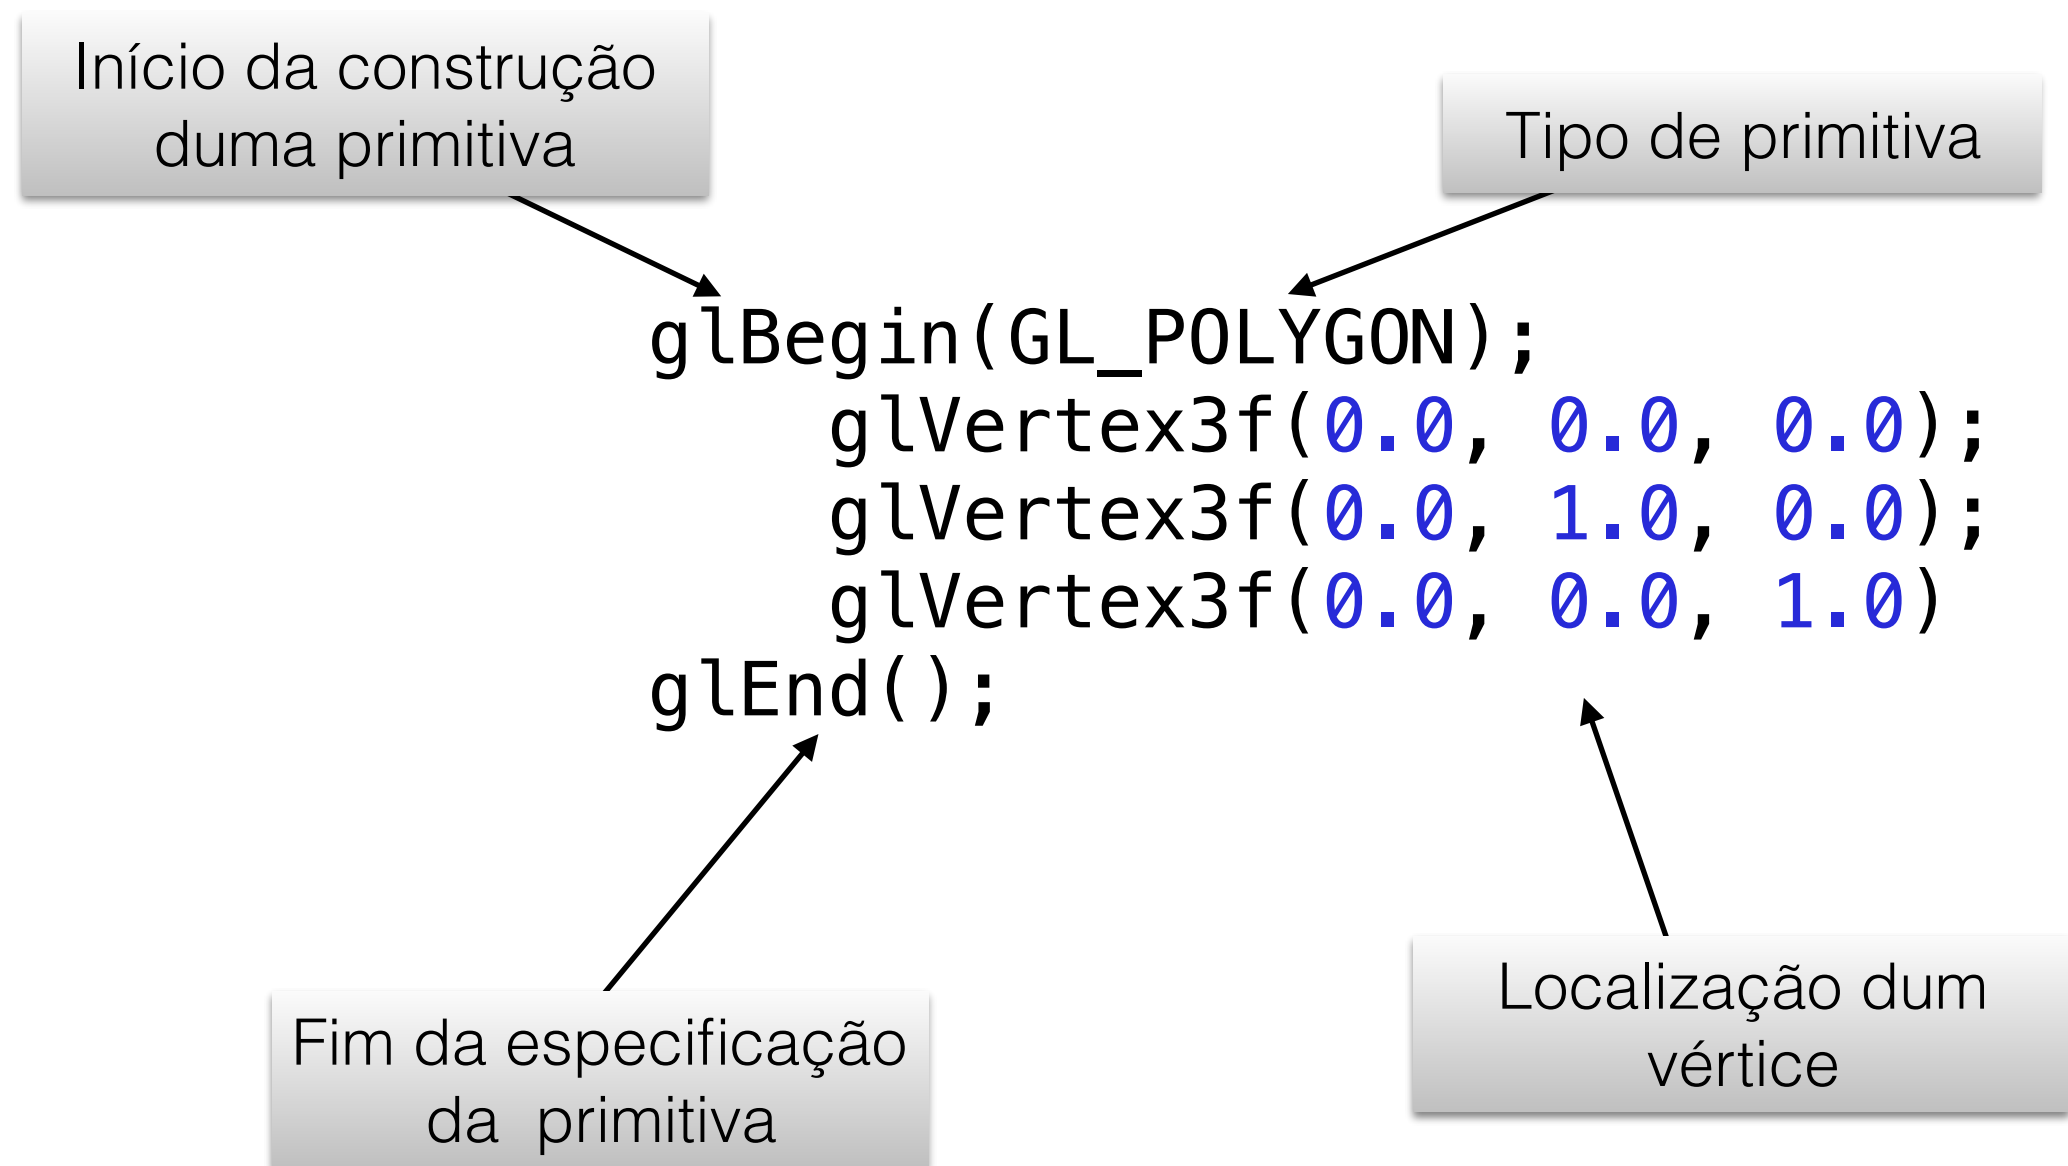 Início da construção
duma primitiva
Tipo de primitiva
glBegin(GL_POLYGON);
glVertex3f(0.0, 0.0, 0.0);
glVertex3f(0.0, 1.0, 0.0);
glVertex3f(0.0, 0.0, 1.0)
glEnd();
Fim da especificação
da primitiva
Localização dum
vértice